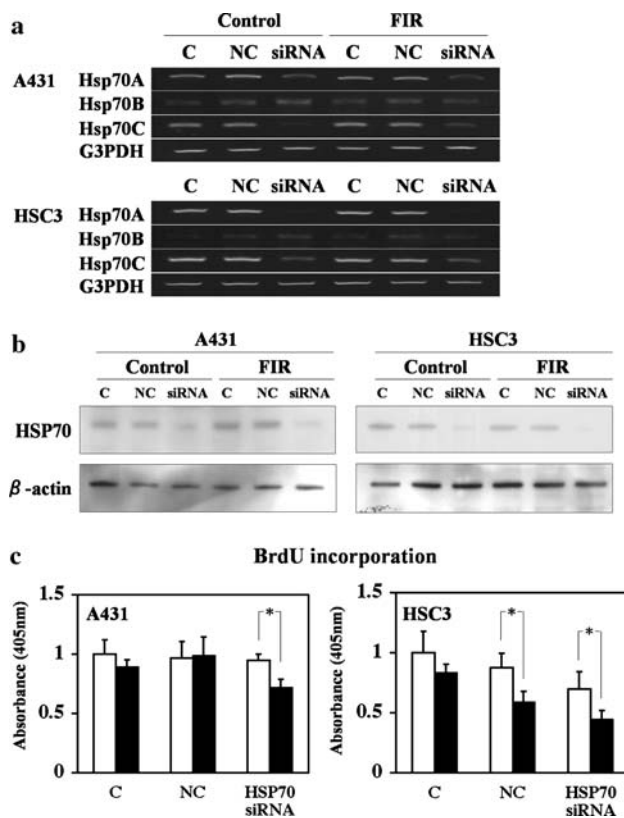 a
Control FIR
C NC siRNA C NC siRNA
A431
Hsp70A
Hsp70B
Hsp70C
G3PDH
C NC siRNA C NC siRNA
HSC3
Hsp70A
Hsp70B
Hsp70C
G3PDH
b
A431 HSC3
Control FIR Control FIR
C NC siRNA C NC siRNA C NC siRNA C NC siRNA
HSP70
β-actin
c
BrdU incorporation
A431
Absorbance (405nm)
1.5
1
0.5
0
*
C NC HSP70
siRNA
HSC3
Absorbance (405nm)
1.5
1
0.5
0
* *
C NC HSP70
siRNA